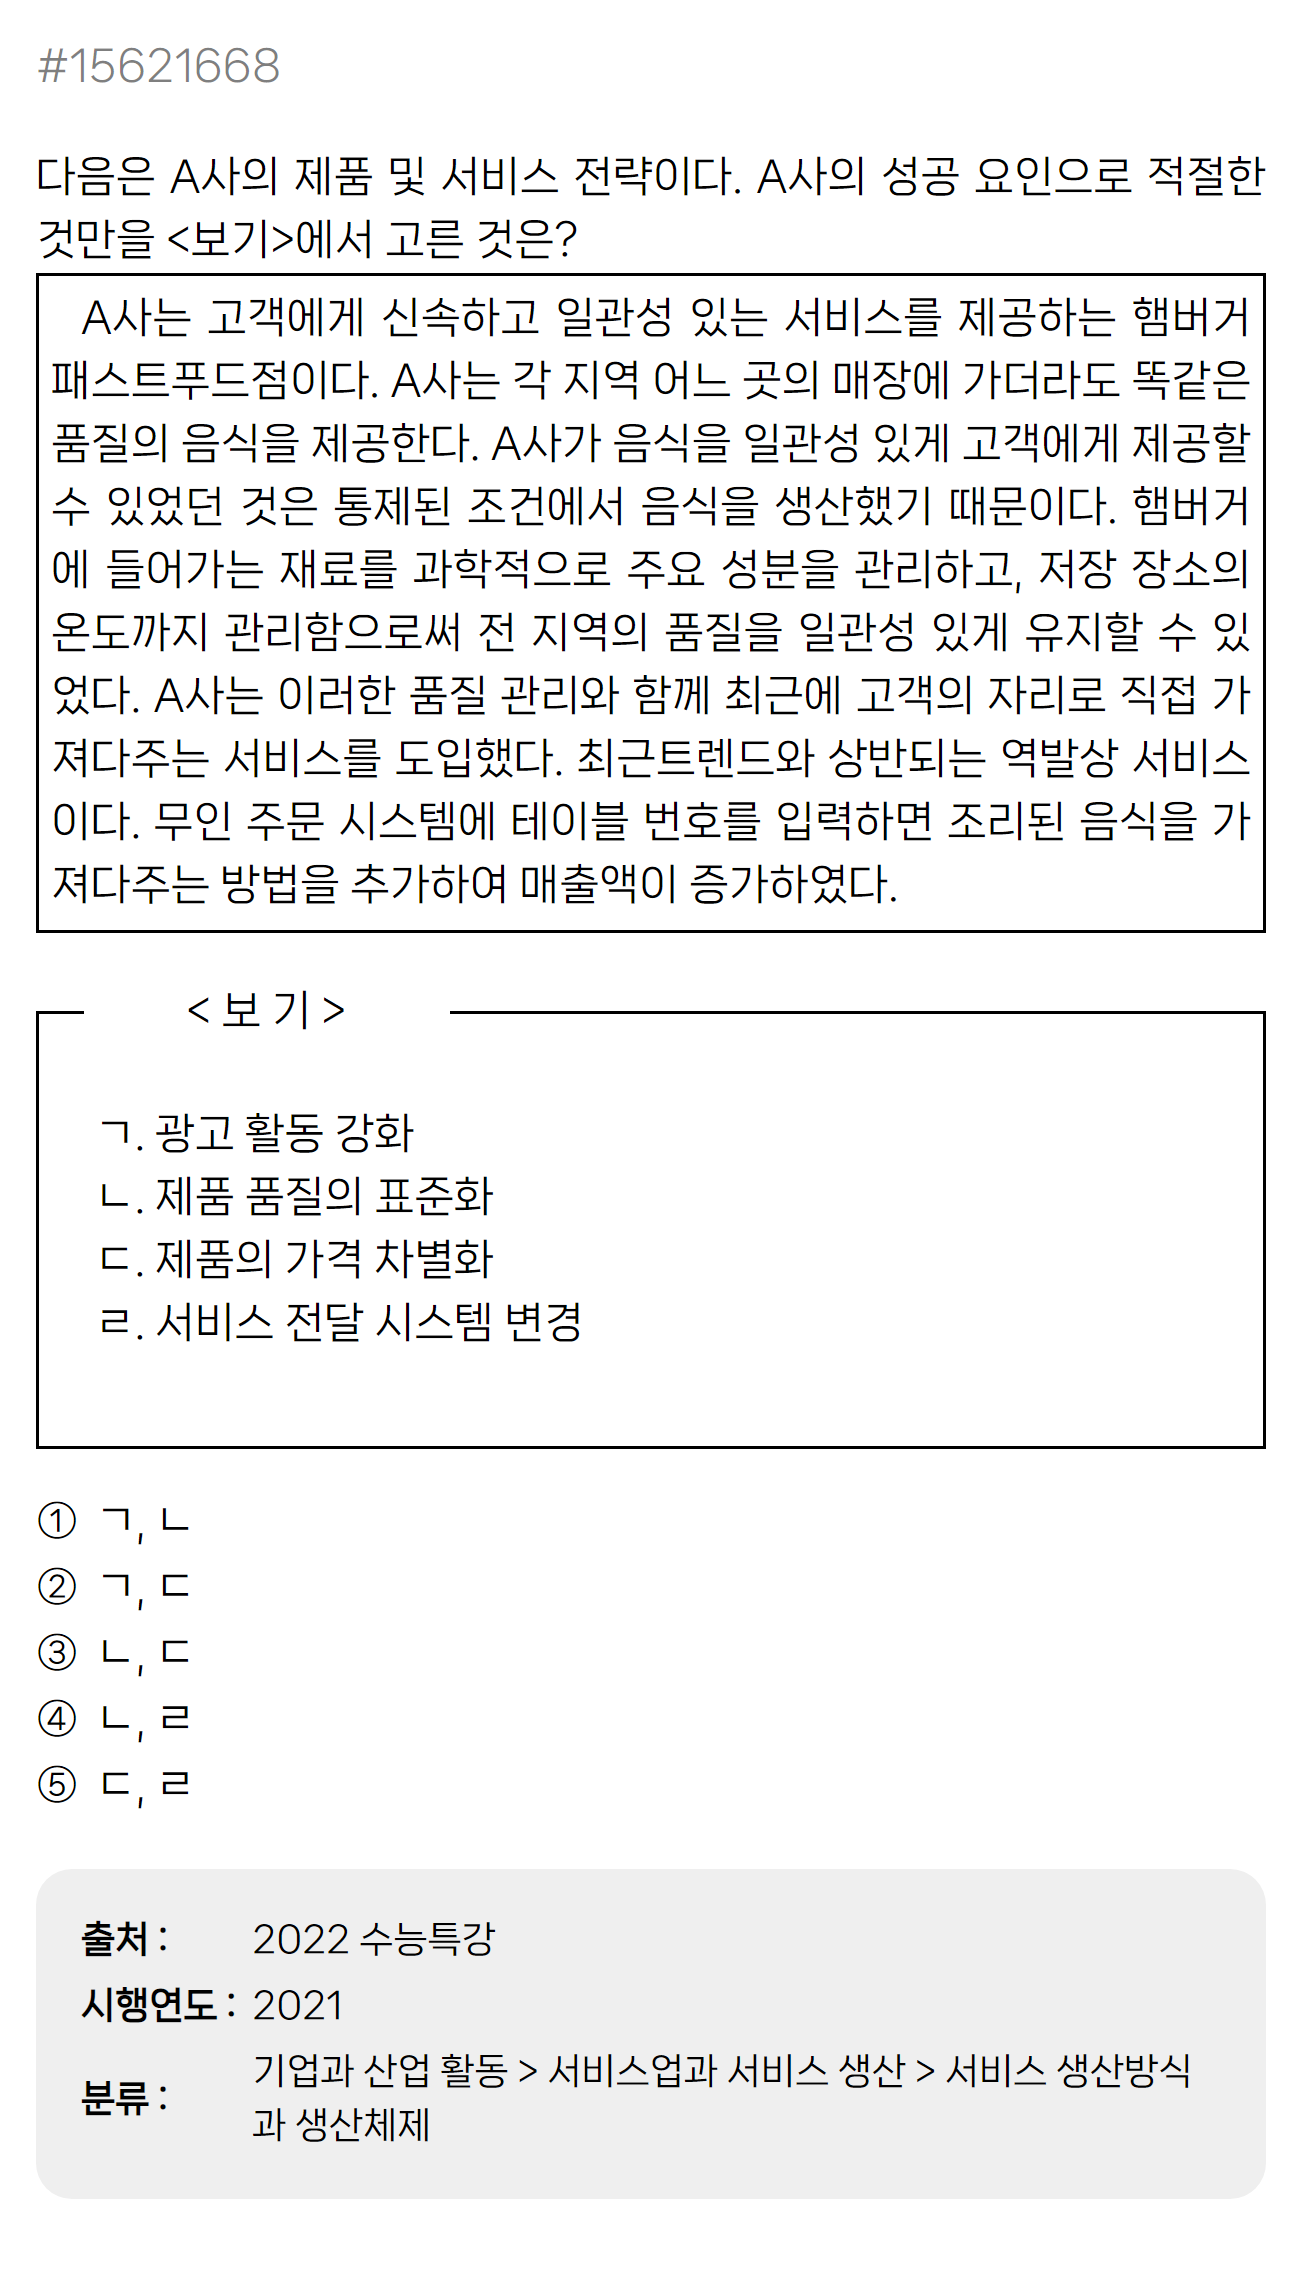 #15621668
다음은 A사의 제품 및 서비스 전략이다. A사의 성공 요인으로 적절한
것만을 <보기>에서 고른 것은?
A사는 고객에게 신속하고 일관성 있는 서비스를 제공하는 햄버거
패스트푸드점이다. A사는 각 지역 어느 곳의 매장에 가더라도 똑같은
품질의 음식을 제공한다. A사가 음식을 일관성 있게 고객에게 제공할
수 있었던 것은 통제된 조건에서 음식을 생산했기 때문이다. 햄버거
에 들어가는 재료를 과학적으로 주요 성분을 관리하고, 저장 장소의
온도까지 관리함으로써 전 지역의 품질을 일관성 있게 유지할 수 있
었다. A사는 이러한 품질 관리와 함께 최근에 고객의 자리로 직접 가
져다주는 서비스를 도입했다. 최근트렌드와 상반되는 역발상 서비스
이다. 무인 주문 시스템에 테이블 번호를 입력하면 조리된 음식을 가
져다주는 방법을 추가하여 매출액이 증가하였다.
< 보 기 >
ㄱ. 광고 활동 강화
ㄴ. 제품 품질의 표준화
ㄷ. 제품의 가격 차별화
ㄹ. 서비스 전달 시스템 변경
① ㄱ, ㄴ
② ㄱ, ㄷ
③ ㄴ, ㄷ
④ ㄴ, ㄹ
⑤ ㄷ, ㄹ
출처 : 2022 수능특강
시행연도 : 2021
분류 : 기업과 산업 활동 > 서비스업과 서비스 생산 > 서비스 생산방식
과 생산체제